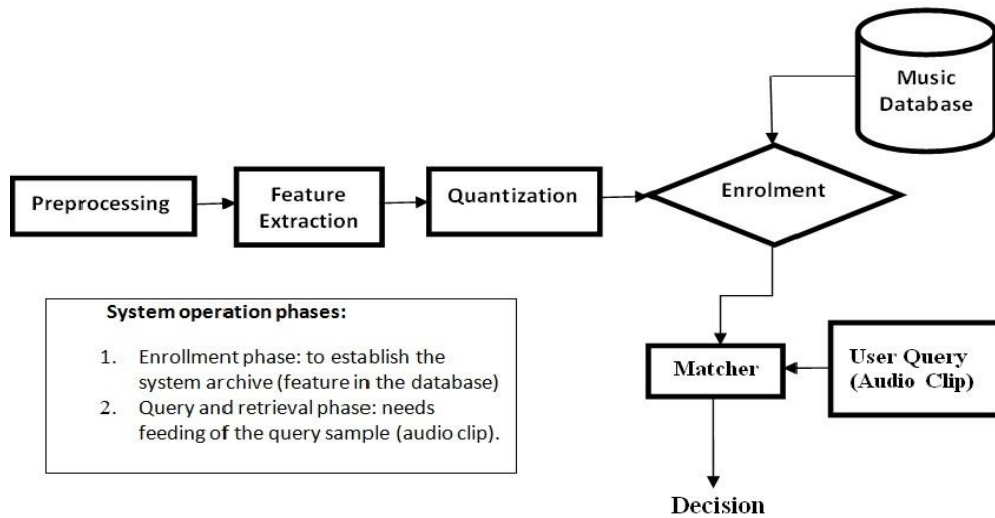 Music
Database
Preprocessing
Feature
Extraction
Quantization
Enrolment
System operation phases:
1. Enrollment phase: to establish the
system archive (feature in the database)
2. Query and retrieval phase: needs
feeding of the query sample (audio clip).
Matcher
User Query
(Audio Clip)
Decision